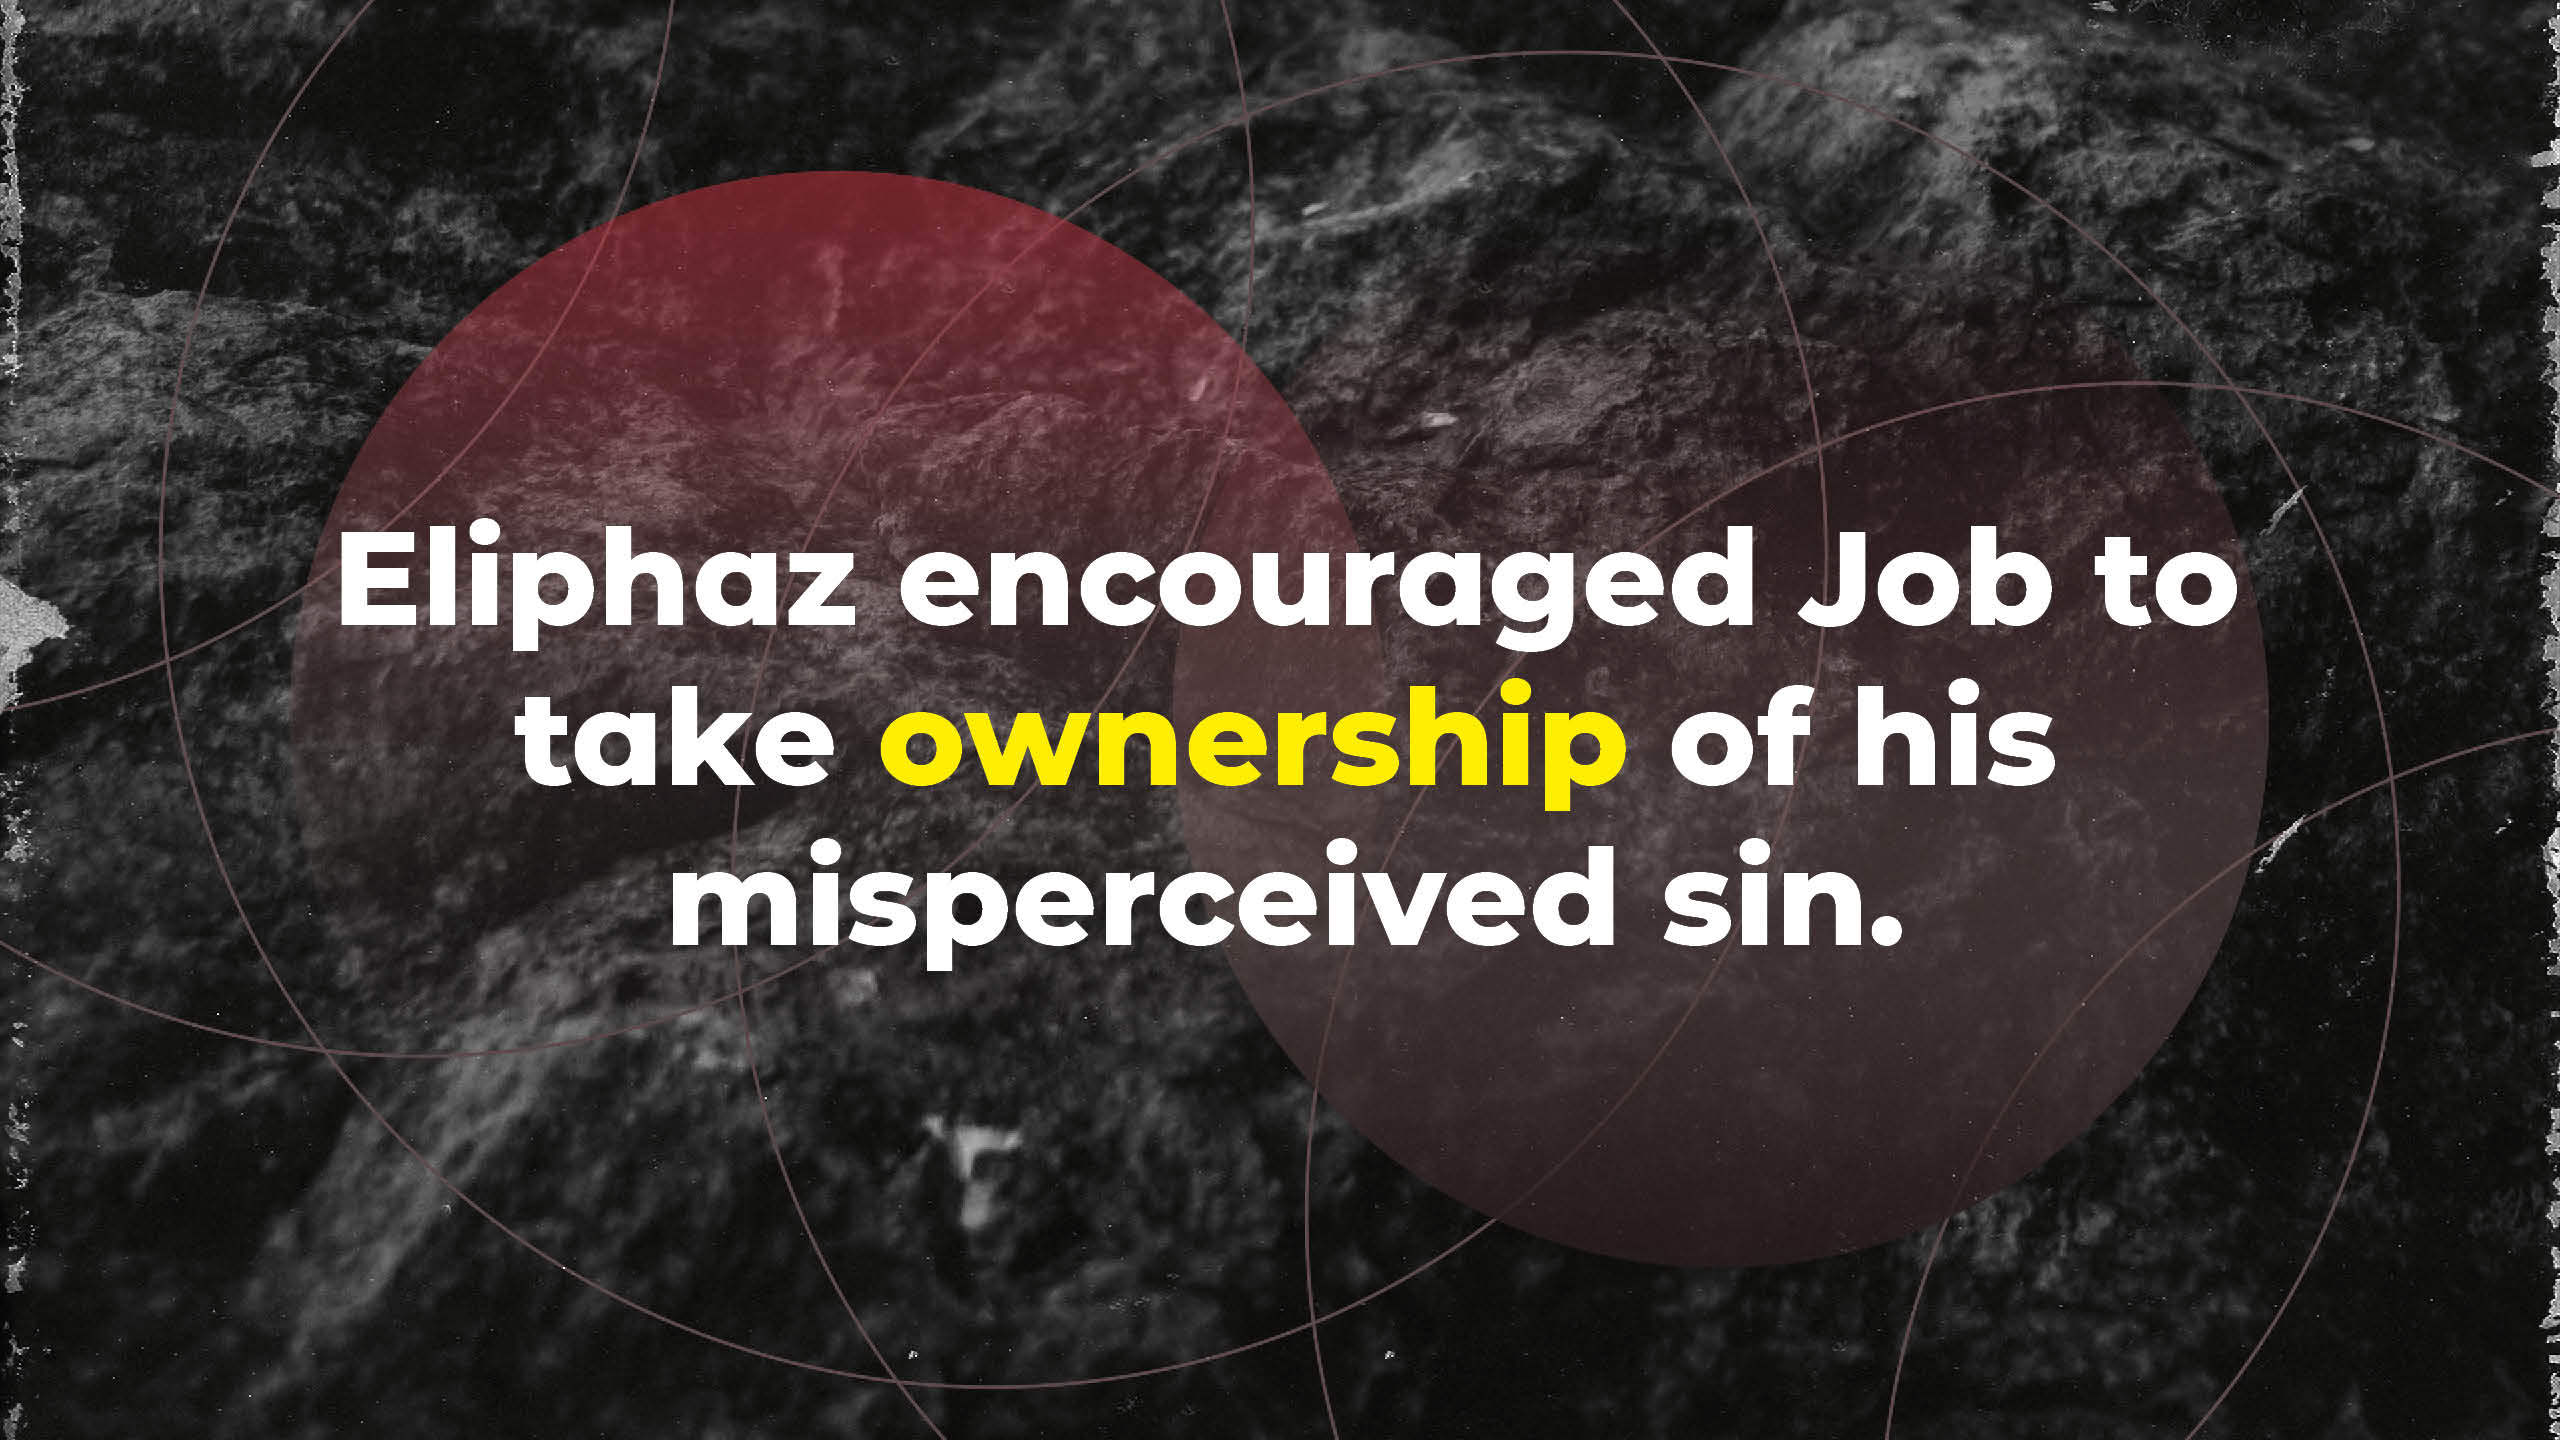 Eliphaz encouraged Job to
take ownership of his
misperceived sin.